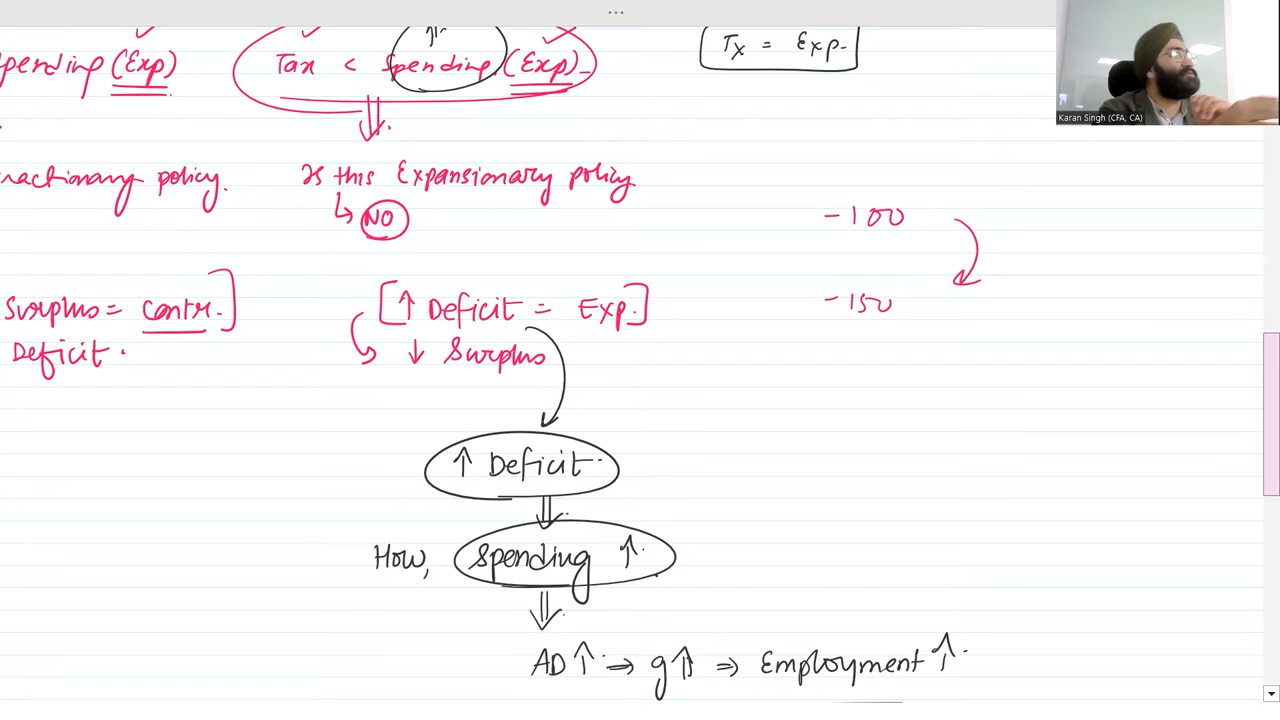 Tx = Exp.
pending (Exp)
Tax < Spending (Exp)
Karan Singh (CFA, CA)
ractionary policy.
Is this Expansionary policy
↳ NO
-100
-150
Surplus = Contr.]
Deficit.
[↑ Deficit = Exp.]
↓ Surplus
↑ Deficit.
How, Spending ↑.
AD↑ ⇒ g↑ ⇒ Employment ↑.